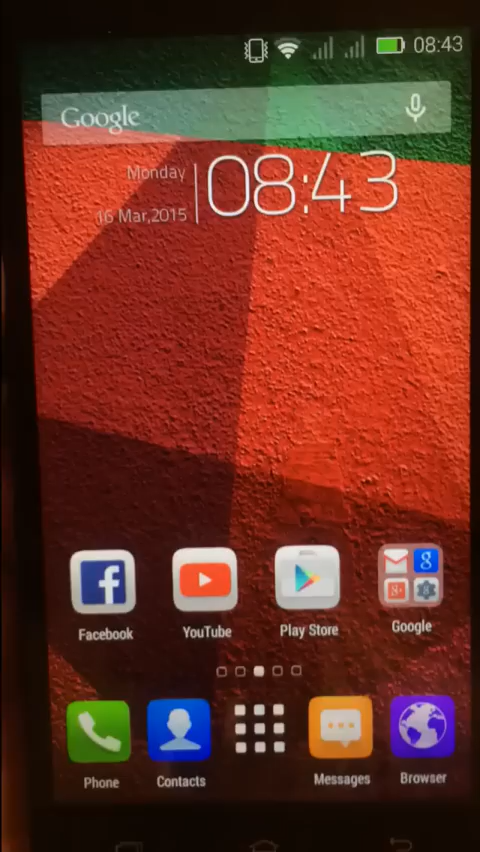 08:43
Google
Monday
16 Mar,2015
08:43
Facebook
YouTube
Play Store
Google
Phone
Contacts
Messages
Browser